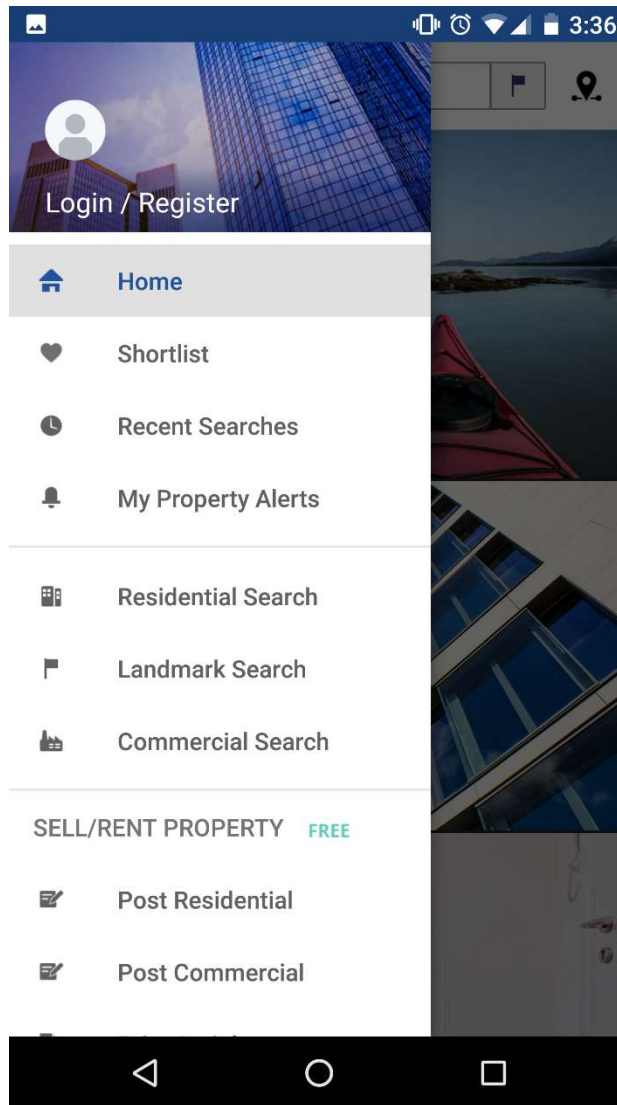 3:36
Login / Register
Home
Shortlist
Recent Searches
My Property Alerts
Residential Search
Landmark Search
Commercial Search
SELL/RENT PROPERTY FREE
Post Residential
Post Commercial